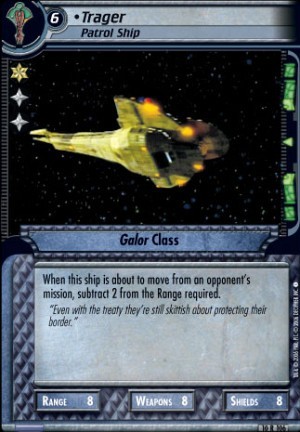 6
•Trager
Patrol Ship
Galor Class
When this ship is about to move from an opponent's
mission, subtract 2 from the Range required.
"Even with the treaty they're still skittish about protecting their
border."
RANGE 8
WEAPONS 8
SHIELDS 8